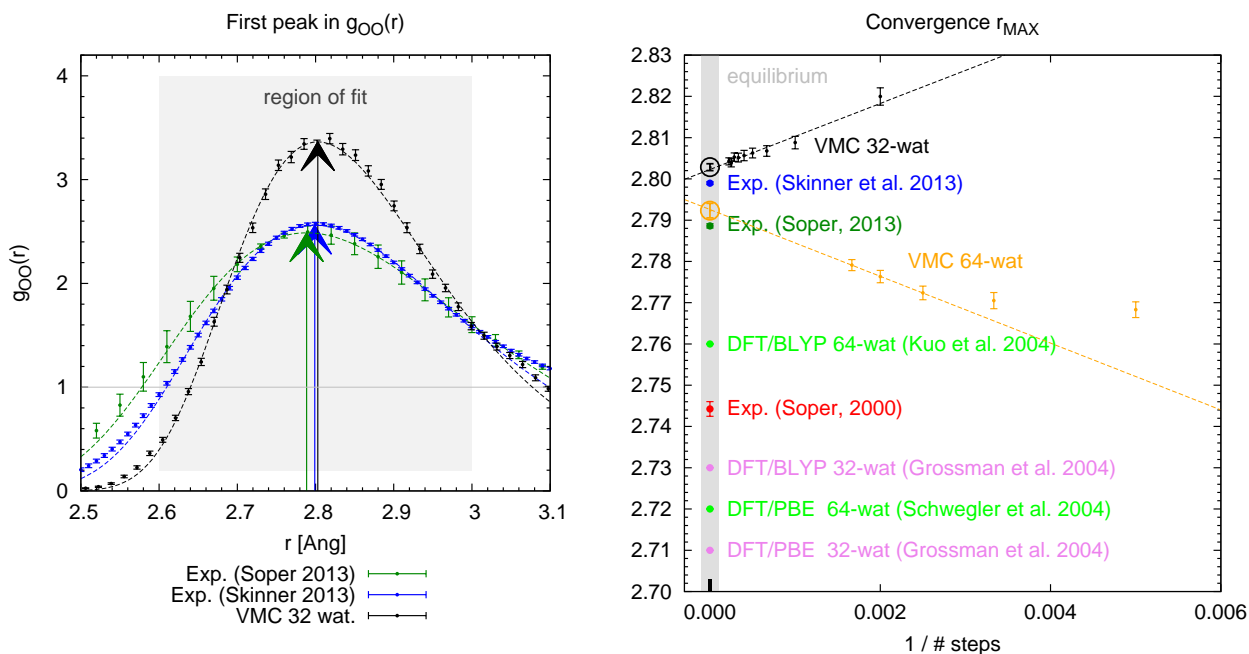 First peak in gOO(r)
gOO(r)
4
3
2
1
0
region of fit
2.5
2.6
2.7
2.8
2.9
3.0
3.1
r [Ang]
Exp. (Soper 2013)
Exp. (Skinner 2013)
VMC 32 wat.
Convergence rMAX
2.83
2.82
2.81
2.80
2.79
2.78
2.77
2.76
2.75
2.74
2.73
2.72
2.71
2.70
equilibrium
VMC 32-wat
Exp. (Skinner et al. 2013)
Exp. (Soper, 2013)
VMC 64-wat
DFT/BLYP 64-wat (Kuo et al. 2004)
Exp. (Soper, 2000)
DFT/BLYP 32-wat (Grossman et al. 2004)
DFT/PBE 64-wat (Schwegler et al. 2004)
DFT/PBE 32-wat (Grossman et al. 2004)
0.000
0.002
0.004
0.006
1 / # steps